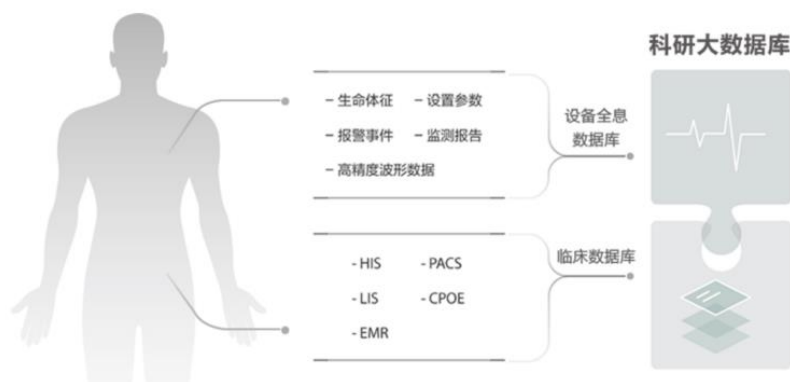 科研大数据库
- 生命体征 - 设置参数
- 报警事件 - 监测报告
- 高精度波形数据
设备全息
数据库
- HIS - PACS
- LIS - CPOE
- EMR
临床数据库